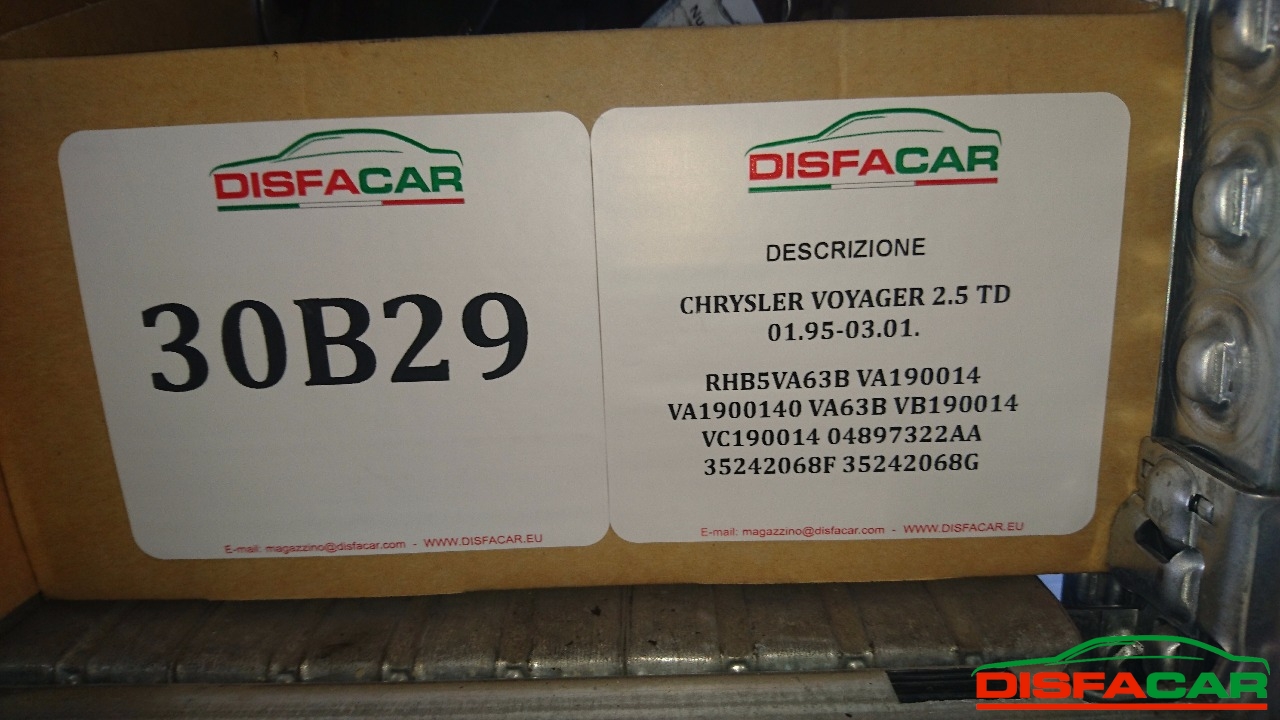 DISFACAR
30B29
E-mail: magazzino@disfacar.com - WWW.DISFACAR.EU
DISFACAR
DESCRIZIONE
CHRYSLER VOYAGER 2.5 TD
01.95-03.01.
RHB5VA63B VA190014
VA1900140 VA63B VB190014
VC190014 04897322AA
35242068F 35242068G
E-mail: magazzino@disfacar.com - WWW.DISFACAR.EU
DISFACAR